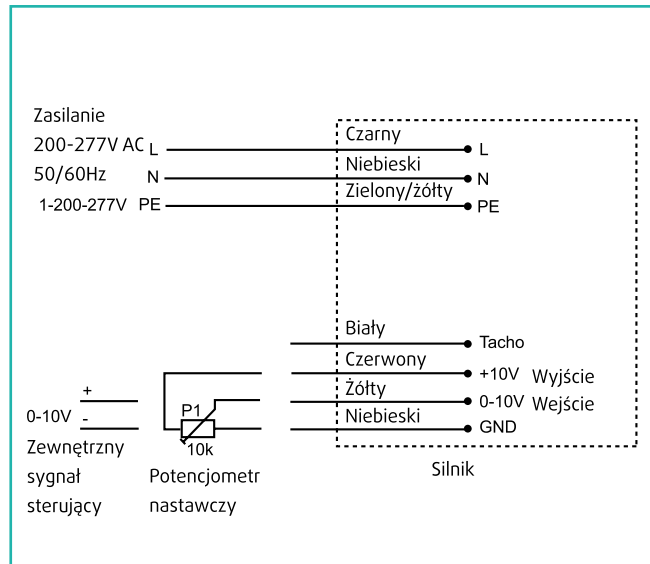 Zasilanie
200-277V AC L
Czarny
L
50/60Hz N
Niebieski
N
1-200-277V PE
Zielony/żółty
PE
Biały
Tacho
Czerwony
+10V Wyjście
Żółty
0-10V Wejście
Niebieski
GND
+
0-10V
-
Zewnętrzny
sygnał
sterujący
P1
10k
Potencjometr
nastawczy
Silnik